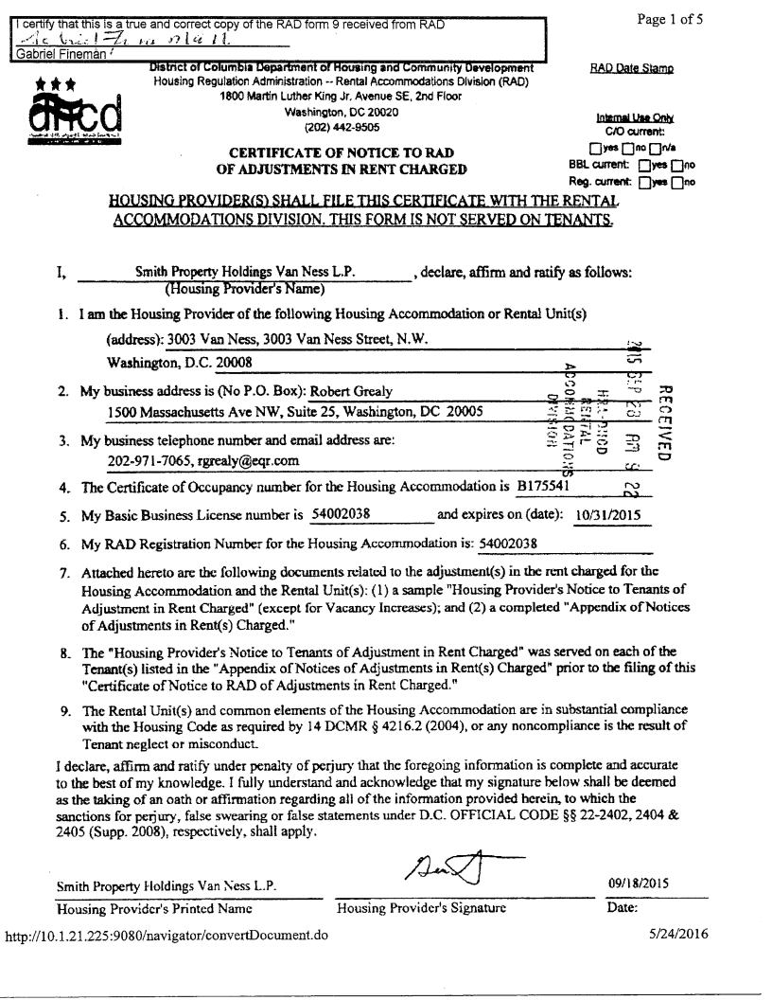 I certify that this is a true and correct copy of the RAD form 9 received from RAD
Page 1 of 5
Gabriel Fineman
District of Columbia Department of Housing and Community Development
RAD Date Stamp
Housing Regulation Administration -- Rental Accommodations Division (RAD)
1800 Martin Luther King Jr. Avenue SE, 2nd Floor
Washington, DC 20020
(202) 442-9505
dhcd
Internal Use Only
C/O current:
yes no n/a
BBL current: yes no
Reg. current: yes no
CERTIFICATE OF NOTICE TO RAD
OF ADJUSTMENTS IN RENT CHARGED
HOUSING PROVIDER(S) SHALL FILE THIS CERTIFICATE WITH THE RENTAL
ACCOMMODATIONS DIVISION. THIS FORM IS NOT SERVED ON TENANTS.
I, Smith Property Holdings Van Ness L.P. , declare, affirm and ratify as follows:
(Housing Provider's Name)
1. I am the Housing Provider of the following Housing Accommodation or Rental Unit(s)
(address): 3003 Van Ness, 3003 Van Ness Street, N.W.
Washington, D.C. 20008
2. My business address is (No P.O. Box): Robert Grealy
1500 Massachusetts Ave NW, Suite 25, Washington, DC 20005
3. My business telephone number and email address are:
202-971-7065, rgrealy@eqr.com
RECEIVED
RENTAL
ACCOMMODATIONS
DIVISION
4. The Certificate of Occupancy number for the Housing Accommodation is B175541
5. My Basic Business License number is 54002038 and expires on (date): 10/31/2015
6. My RAD Registration Number for the Housing Accommodation is: 54002038
7. Attached hereto are the following documents related to the adjustment(s) in the rent charged for the
Housing Accommodation and the Rental Unit(s): (1) a sample "Housing Provider's Notice to Tenants of
Adjustment in Rent Charged" (except for Vacancy Increases); and (2) a completed "Appendix of Notices
of Adjustments in Rent(s) Charged."
8. The "Housing Provider's Notice to Tenants of Adjustment in Rent Charged" was served on each of the
Tenant(s) listed in the "Appendix of Notices of Adjustments in Rent(s) Charged" prior to the filing of this
"Certificate of Notice to RAD of Adjustments in Rent Charged."
9. The Rental Unit(s) and common elements of the Housing Accommodation are in substantial compliance
with the Housing Code as required by 14 DCMR § 4216.2 (2004), or any noncompliance is the result of
Tenant neglect or misconduct.
I declare, affirm and ratify under penalty of perjury that the foregoing information is complete and accurate
to the best of my knowledge. I fully understand and acknowledge that my signature below shall be deemed
as the taking of an oath or affirmation regarding all of the information provided herein, to which the
sanctions for perjury, false swearing or false statements under D.C. OFFICIAL CODE §§ 22-2402, 2404 &
2405 (Supp. 2008), respectively, shall apply.
Smith Property Holdings Van Ness L.P. 09/18/2015
Housing Provider's Printed Name Housing Provider's Signature Date:
http://10.1.21.225:9080/navigator/convertDocument.do 5/24/2016